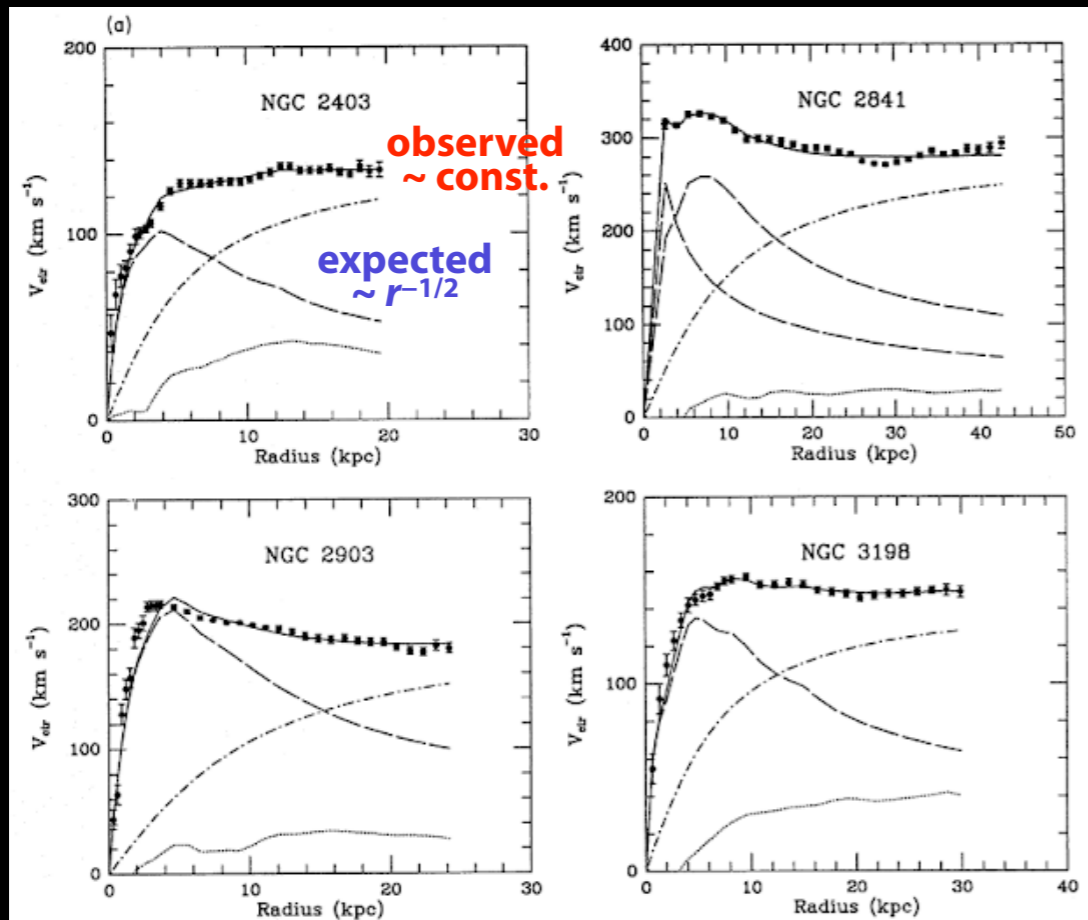 (a)
200
NGC 2403
observed
~ const.
100
expected
~ r−1/2
V_cir (km s−1)
0
0 10 20 30
Radius (kpc)
400
NGC 2841
300
200
V_cir (km s−1)
100
0
0 10 20 30 40 50
Radius (kpc)
300
NGC 2903
200
V_cir (km s−1)
100
0
0 10 20 30
Radius (kpc)
200
NGC 3198
100
V_cir (km s−1)
0
0 10 20 30 40
Radius (kpc)